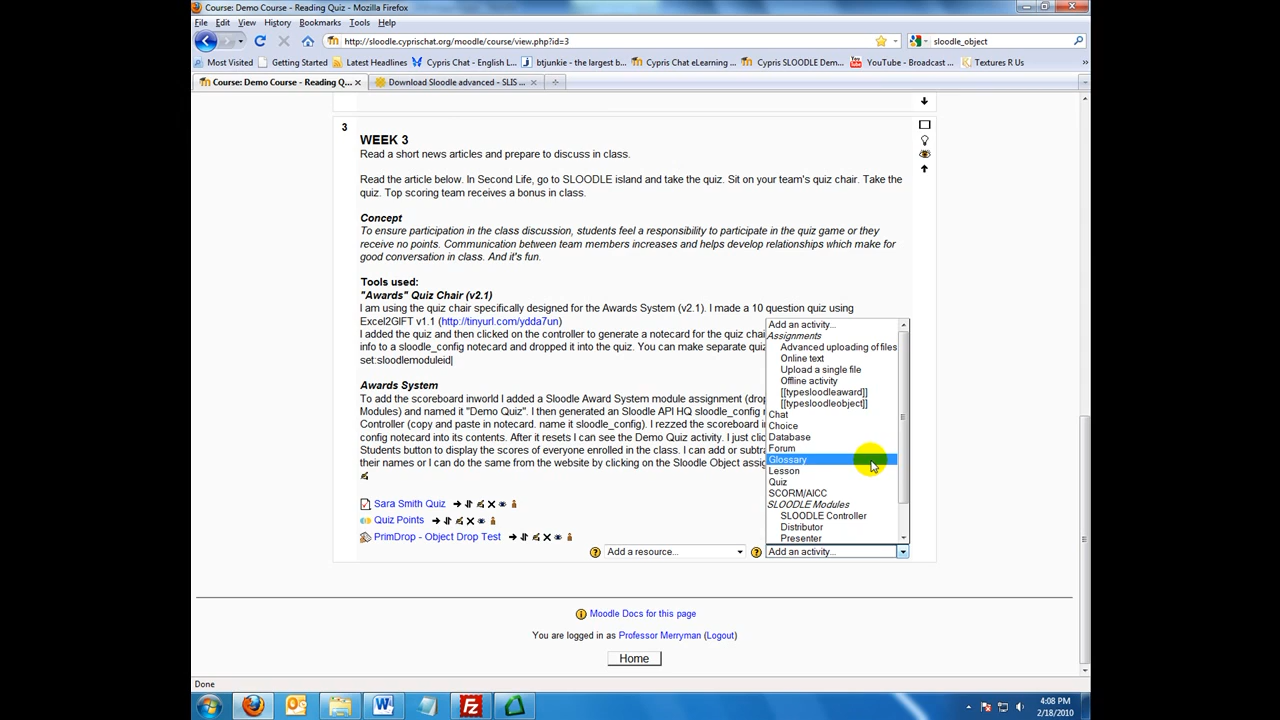 Course: Demo Course - Reading Quiz - Mozilla Firefox
File Edit View History Bookmarks Tools Help
http://sloodle.cyprischat.org/moodle/course/view.php?id=3
sloodle_object
Most Visited Getting Started Latest Headlines Cypris Chat - English L... btjunkie - the largest b... Cypris Chat eLearning ... Cypris SLOODLE Dem... YouTube - Broadcast ... Textures R Us
Course: Demo Course - Reading Q... Download Sloodle advanced - SLIS ...
3
WEEK 3
Read a short news articles and prepare to discuss in class.
Read the article below. In Second Life, go to SLOODLE island and take the quiz. Sit on your team's quiz chair. Take the
quiz. Top scoring team receives a bonus in class.
Concept
To ensure participation in the class discussion, students feel a responsibility to participate in the quiz game or they
receive no points. Communication between team members increases and helps develop relationships which make for
good conversation in class. And it's fun.
Tools used:
"Awards" Quiz Chair (v2.1)
I am using the quiz chair specifically designed for the Awards System (v2.1). I made a 10 question quiz using
Excel2GIFT v1.1 (http://tinyurl.com/ydda7un)
I added the quiz and then clicked on the controller to generate a notecard for the quiz chai
info to a sloodle_config notecard and dropped it into the quiz. You can make separate quiz
set:sloodlemoduleid|
Awards System
To add the scoreboard inworld I added a Sloodle Award System module assignment (drop
Modules) and named it "Demo Quiz". I then generated an Sloodle API HQ sloodle_config n
Controller (copy and paste in notecard. name it sloodle_config). I rezzed the scoreboard in
config notecard into its contents. After it resets I can see the Demo Quiz activity. I just clic
Students button to display the scores of everyone enrolled in the class. I can add or subtra
their names or I can do the same from the website by clicking on the Sloodle Object assig
Sara Smith Quiz
Quiz Points
PrimDrop - Object Drop Test
Add a resource...
Add an activity...
Assignments
Advanced uploading of files
Online text
Upload a single file
Offline activity
[[typesloodleaward]]
[[typesloodleobject]]
Chat
Choice
Database
Forum
Glossary
Lesson
Quiz
SCORM/AICC
SLOODLE Modules
SLOODLE Controller
Distributor
Presenter
Add an activity...
Moodle Docs for this page
You are logged in as Professor Merryman (Logout)
Home
Done
4:08 PM
2/18/2010